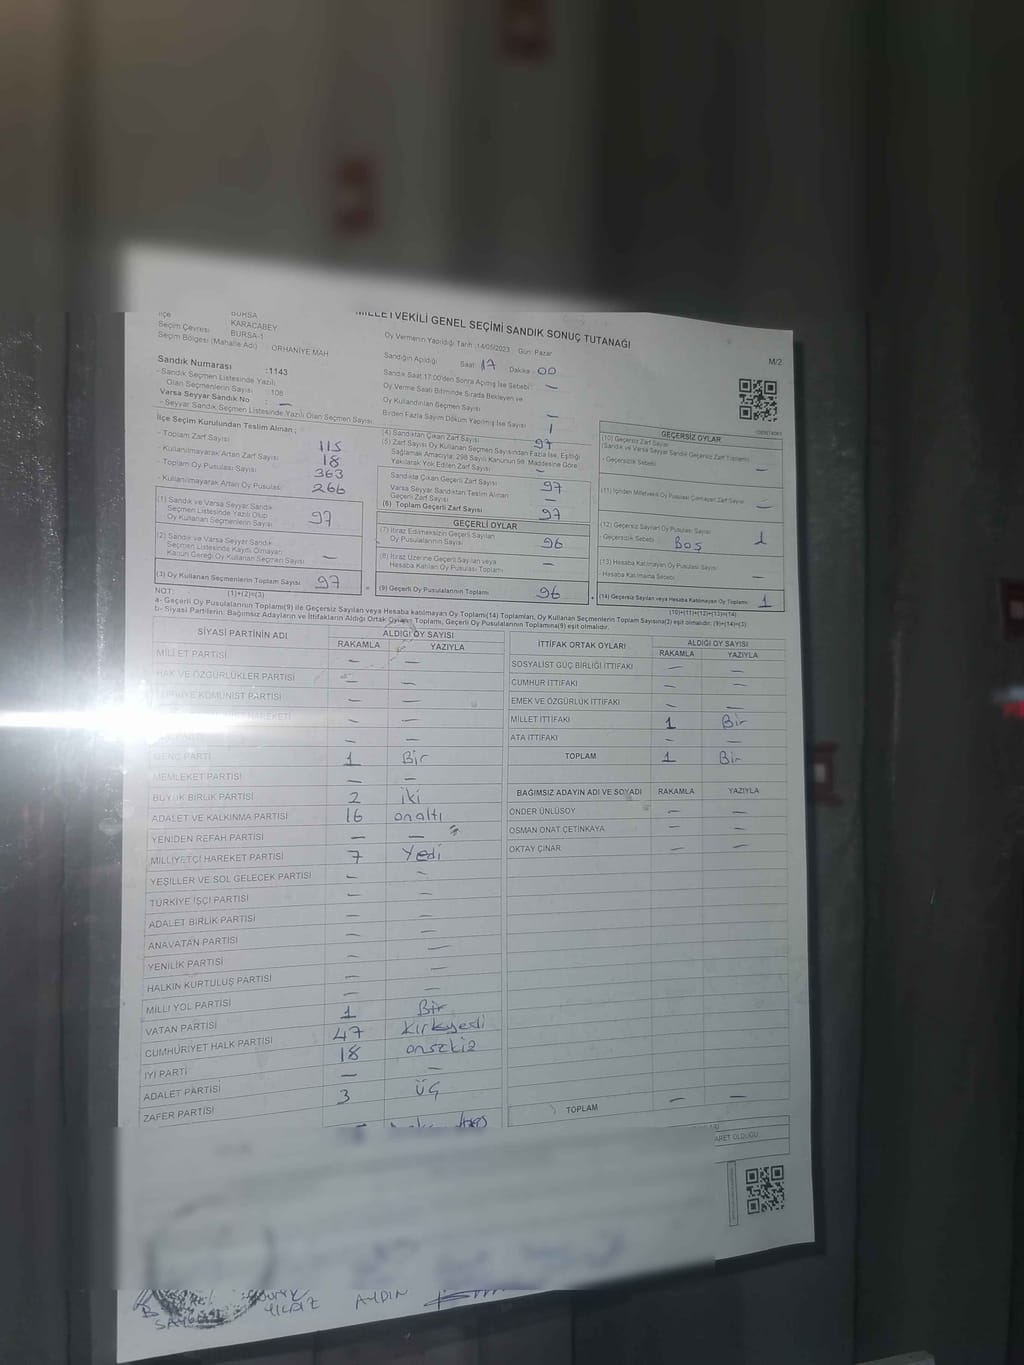 MİLLETVEKİLİ GENEL SEÇİMİ SANDIK SONUÇ TUTANAĞI
İlçe BURSA
KARACABEY
Seçim Çevresi BURSA-1
Seçim Bölgesi (Mahalle Adı) : ORHANİYE MAH
Oy Vermenin Yapıldığı Tarih :14/05/2023 Gün: Pazar
M/2
Sandığın Açıldığı Saat : 17 Dakika : 00
Sandık Saat 17:00'den Sonra Açılmış İse Sebebi : —
Oy Verme Saati Bitiminde Sırada Bekleyen ve
Oy Kullandırılan Seçmen Sayısı —
Birden Fazla Sayım Döküm Yapılmış İse Sayısı : 1
Sandık Numarası :1143
- Sandık Seçmen Listesinde Yazılı
Olan Seçmenlerin Sayısı : 108
Varsa Seyyar Sandık No : —
- Seyyar Sandık Seçmen Listesinde Yazılı Olan Seçmen Sayısı:
İlçe Seçim Kurulundan Teslim Alınan ;
- Toplam Zarf Sayısı 115
- Kullanılmayarak Artan Zarf Sayısı 18
- Toplam Oy Pusulası Sayısı 363
- Kullanılmayarak Artan Oy Pusulası 266
(1) Sandık ve Varsa Seyyar Sandık
Seçmen Listesinde Yazılı Olup
Oy Kullanan Seçmenlerin Sayısı 97
(2) Sandık ve Varsa Seyyar Sandık
Seçmen Listesinde Kaydı Olmayan
Kanun Gereği Oy Kullanan Seçmen Sayısı —
(3) Oy Kullanan Seçmenlerin Toplam Sayısı 97
(1)+(2)=(3)
(4) Sandıktan Çıkan Zarf Sayısı 97
(5) Zarf Sayısı Oy Kullanan Seçmen Sayısından Fazla İse, Eşitliği
Sağlamak Amacıyla; 298 Sayılı Kanunun 98. Maddesine Göre
Yakılarak Yok Edilen Zarf Sayısı —
Sandıkta Çıkan Geçerli Zarf Sayısı 97
Varsa Seyyar Sandıktan Teslim Alınan
Geçerli Zarf Sayısı —
(6) Toplam Geçerli Zarf Sayısı 97
GEÇERLİ OYLAR
(7) İtiraz Edilmeksizin Geçerli Sayılan
Oy Pusulalarının Sayısı 96
(8) İtiraz Üzerine Geçerli Sayılan veya
Hesaba Katılan Oy Pusulası Toplamı —
(9) Geçerli Oy Pusulalarının Toplamı 96
GEÇERSİZ OYLAR
(10) Geçersiz Zarf Sayısı
(Sandık ve Varsa Seyyar Sandık Geçersiz Zarf Toplamı)
- Geçersizlik Sebebi —
(11) İçinden Milletvekili Oy Pusulası Çıkmayan Zarf Sayısı —
(12) Geçersiz Sayılan Oy Pusulası Sayısı
- Geçersizlik Sebebi Boş 1
(13) Hesaba Katılmayan Oy Pusulası Sayısı
- Hesaba Katılmama Sebebi —
(14) Geçersiz Sayılan veya Hesaba Katılmayan Oy Toplamı 1
(10)+(11)+(12)+(13)=(14)
NOT:
a- Geçerli Oy Pusulalarının Toplamı(9) ile Geçersiz Sayılan veya Hesaba katılmayan Oy Toplamı(14) Toplamları, Oy Kullanan Seçmenlerin Toplam Sayısına(3) eşit olmalıdır. (9)+(14)=(3)
b- Siyasi Partilerin, Bağımsız Adayların ve İttifakların Aldığı Ortak Oyların Toplamı, Geçerli Oy Pusulalarının Toplamına(9) eşit olmalıdır.
SİYASİ PARTİNİN ADI ALDIĞI OY SAYISI
RAKAMLA YAZIYLA
MİLLET PARTİSİ — —
HAK VE ÖZGÜRLÜKLER PARTİSİ — —
TÜRKİYE KOMÜNİST PARTİSİ — —
HAREKETİ — —
— —
GENÇ PARTİ 1 Bir
MEMLEKET PARTİSİ — —
BÜYÜK BİRLİK PARTİSİ 2 iki
ADALET VE KALKINMA PARTİSİ 16 onaltı
YENİDEN REFAH PARTİSİ — —
MİLLİYETÇİ HAREKET PARTİSİ 7 Yedi
YEŞİLLER VE SOL GELECEK PARTİSİ — —
TÜRKİYE İŞÇİ PARTİSİ — —
ADALET BİRLİK PARTİSİ — —
ANAVATAN PARTİSİ — —
YENİLİK PARTİSİ — —
HALKIN KURTULUŞ PARTİSİ — —
MİLLİ YOL PARTİSİ — —
VATAN PARTİSİ 1 Bir
CUMHURİYET HALK PARTİSİ 47 Kırkyedi
İYİ PARTİ 18 onsekiz
ADALET PARTİSİ — —
ZAFER PARTİSİ 3 Üç
İTTİFAK ORTAK OYLARI ALDIĞI OY SAYISI
RAKAMLA YAZIYLA
SOSYALİST GÜÇ BİRLİĞİ İTTİFAKI — —
CUMHUR İTTİFAKI — —
EMEK VE ÖZGÜRLÜK İTTİFAKI — —
MİLLET İTTİFAKI 1 Bir
ATA İTTİFAKI — —
TOPLAM 1 Bir
BAĞIMSIZ ADAYIN ADI VE SOYADI RAKAMLA YAZIYLA
ÖNDER ÜNLÜSOY — —
OSMAN ONAT ÇETİNKAYA — —
OKTAY ÇINAR — —
TOPLAM — —
YILDIZ AYDIN